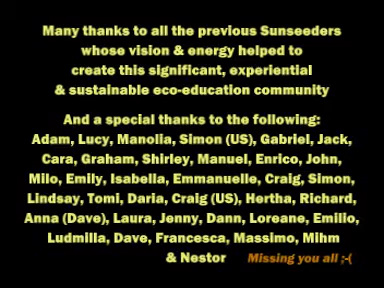 Many thanks to all the previous Sunseeders
whose vision & energy helped to
create this significant, experiential
& sustainable eco-education community
And a special thanks to the following:
Adam, Lucy, Manolia, Simon (US), Gabriel, Jack,
Cara, Graham, Shirley, Manuel, Enrico, John,
Milo, Emily, Isabella, Emmanuelle, Craig, Simon,
Lindsay, Tomi, Daria, Craig (US), Hertha, Richard,
Anna (Dave), Laura, Jenny, Dann, Loreane, Emilio,
Ludmilla, Dave, Francesca, Massimo, Mihm
& Nestor Missing you all ;-(